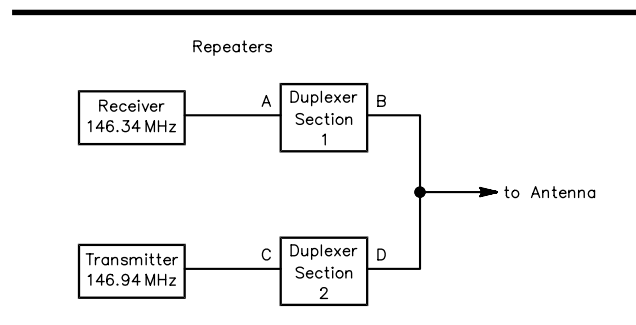 Repeaters
Receiver
146.34 MHz
A
Duplexer
Section
1
B
to Antenna
Transmitter
146.94 MHz
C
Duplexer
Section
2
D